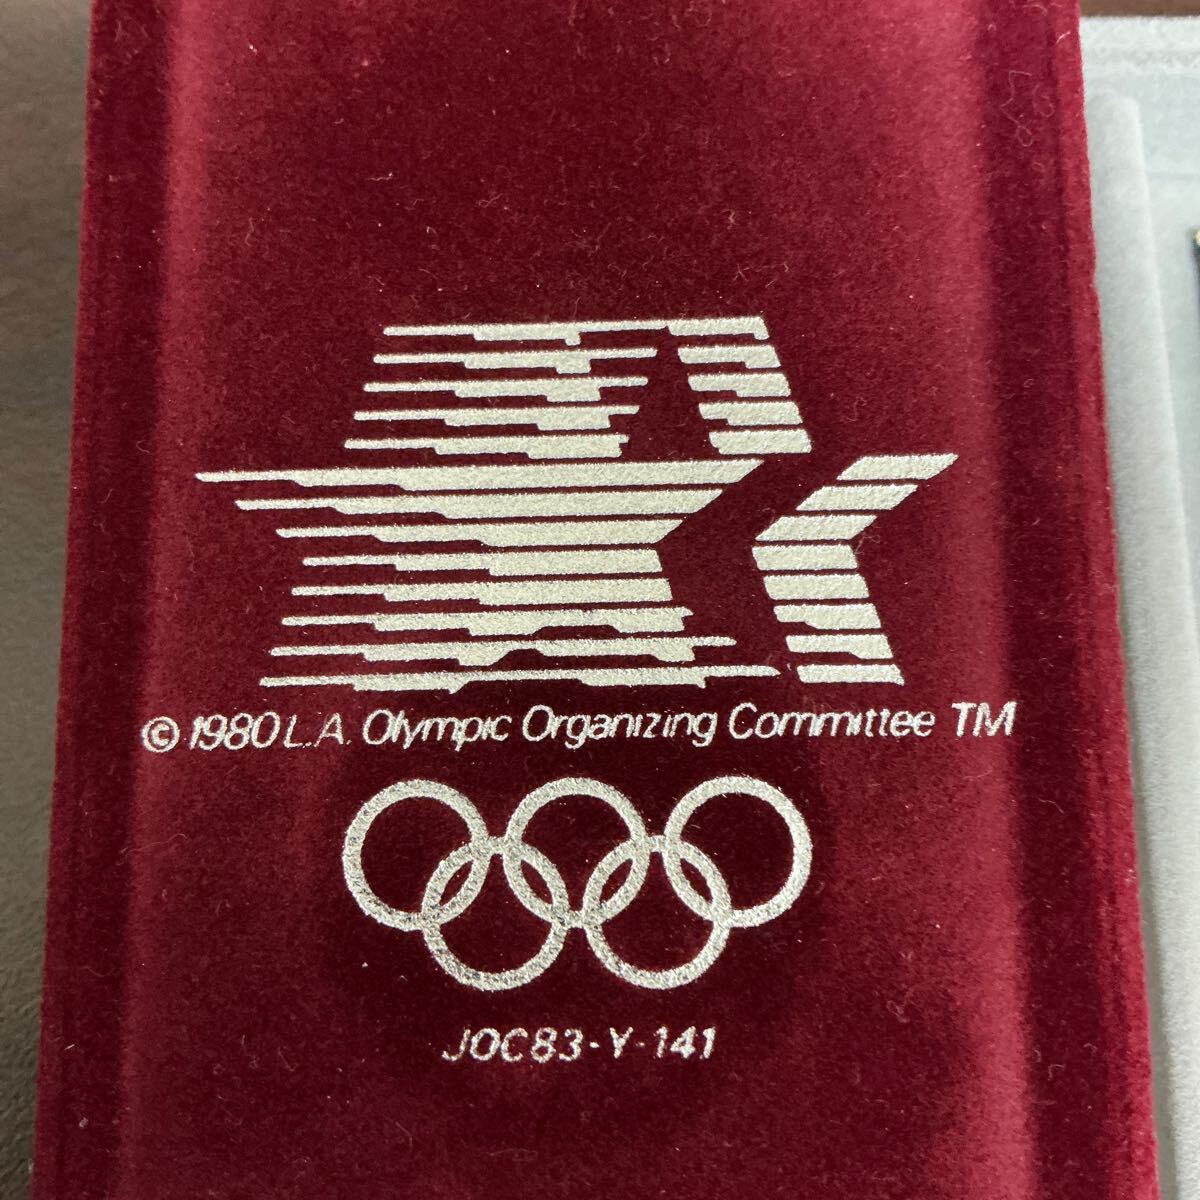 © 1980 L.A. Olympic Organizing Committee TM
JOC83-Y-141